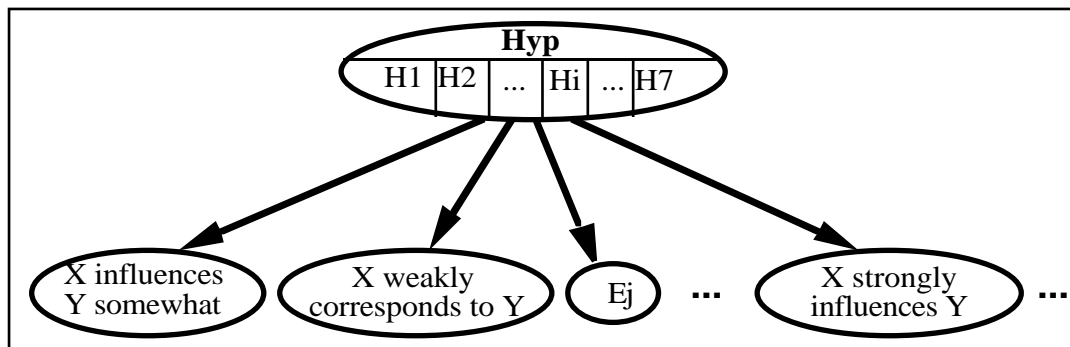 Hyp
H1 H2 ... Hi ... H7
X influences
Y somewhat
X weakly
corresponds to Y
Ej
...
X strongly
influences Y
...